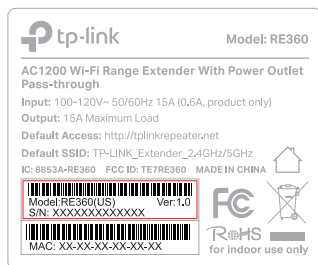 tp-link
Model: RE360
AC1200 Wi-Fi Range Extender With Power Outlet
Pass-through
Input: 100-120V~ 50/60Hz 15A (0.6A, product only)
Output: 15A Maximum Load
Default Access: http://tplinkrepeater.net
Default SSID: TP-LINK_Extender_2.4GHz/5GHz
IC: 8853A-RE360 FCC ID: TE7RE360 MADE IN CHINA
Model:RE360(US) Ver:1.0
S/N: XXXXXXXXXXXXX
FC
MAC: XX-XX-XX-XX-XX-XX
RoHS
for indoor use only